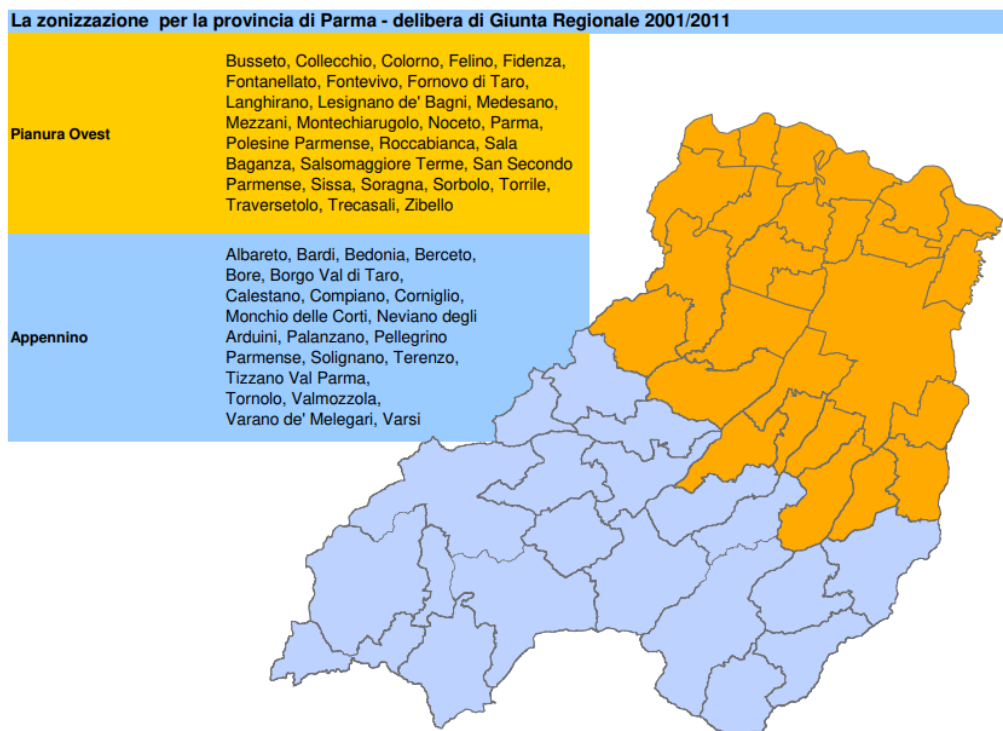 La zonizzazione per la provincia di Parma - delibera di Giunta Regionale 2001/2011
Pianura Ovest
Busseto, Collecchio, Colorno, Felino, Fidenza,
Fontanellato, Fontevivo, Fornovo di Taro,
Langhirano, Lesignano de' Bagni, Medesano,
Mezzani, Montechiarugolo, Noceto, Parma,
Polesine Parmense, Roccabianca, Sala
Baganza, Salsomaggiore Terme, San Secondo
Parmense, Sissa, Soragna, Sorbolo, Torrile,
Traversetolo, Trecasali, Zibello
Appennino
Albareto, Bardi, Bedonia, Berceto,
Bore, Borgo Val di Taro,
Calestano, Compiano, Corniglio,
Monchio delle Corti, Neviano degli
Arduini, Palanzano, Pellegrino
Parmense, Solignano, Terenzo,
Tizzano Val Parma,
Tornolo, Valmozzola,
Varano de' Melegari, Varsi